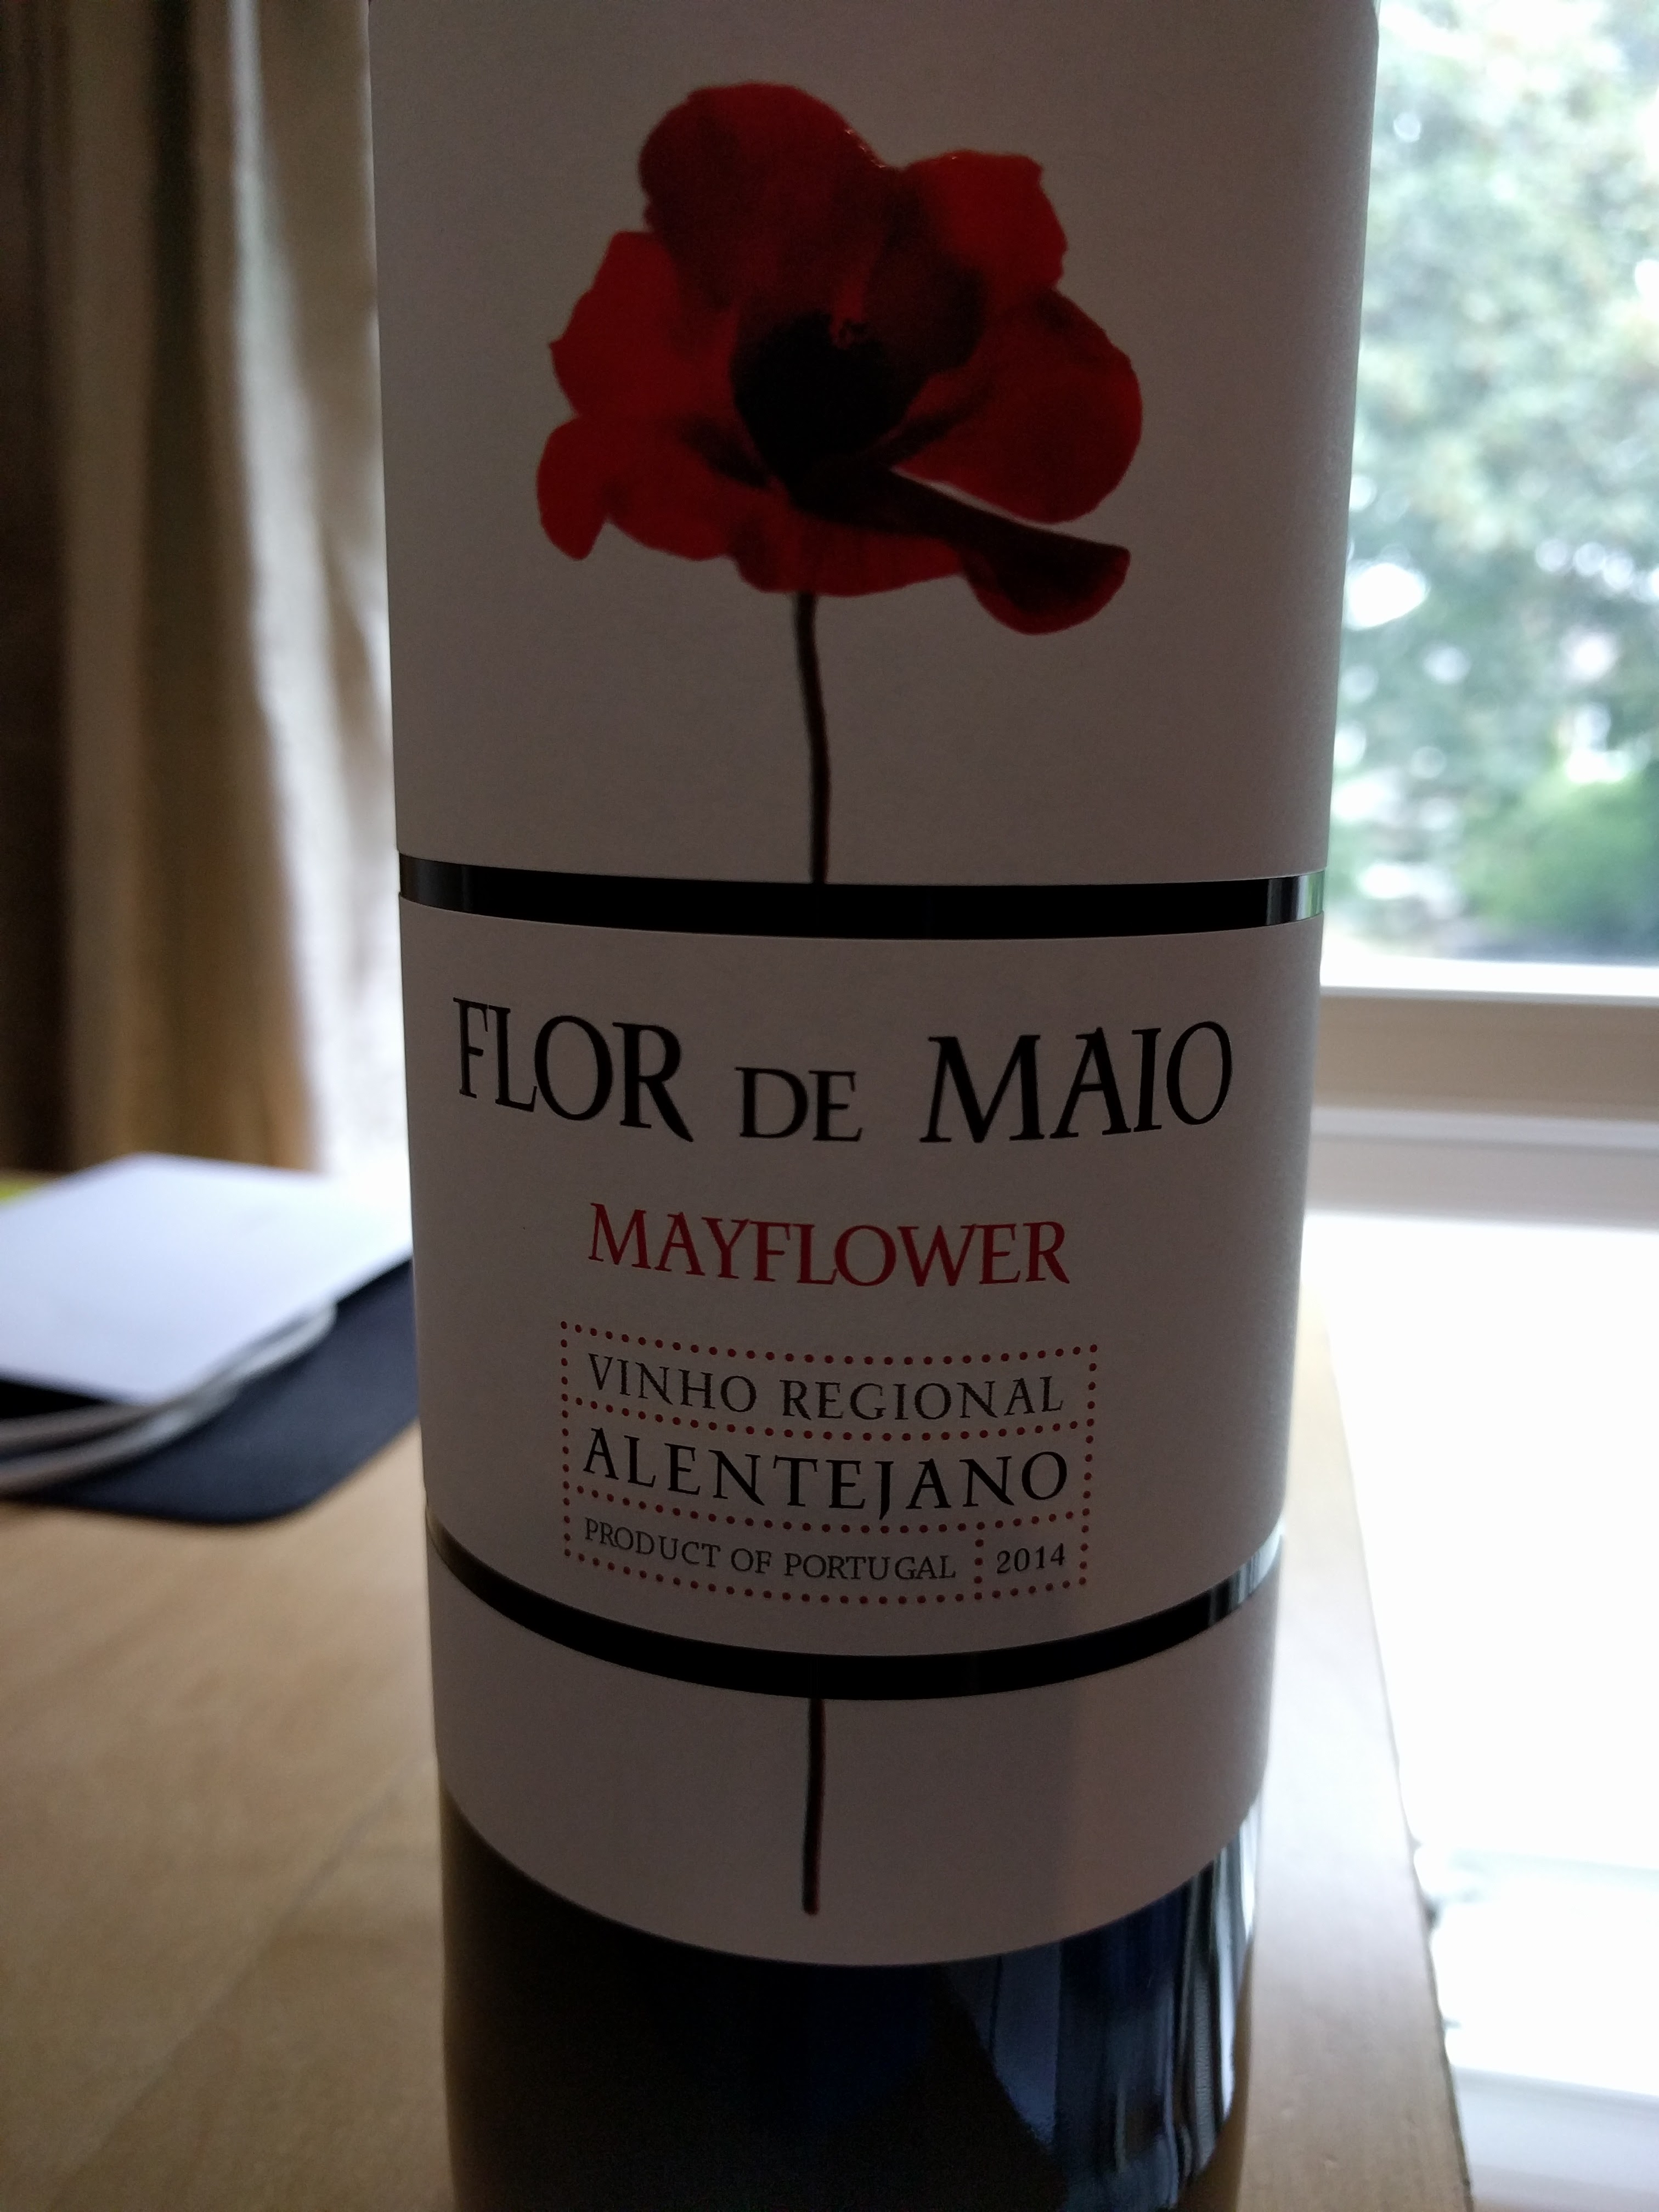 FLOR DE MAIO
MAYFLOWER
VINHO REGIONAL
ALENTEJANO
PRODUCT OF PORTUGAL 2014